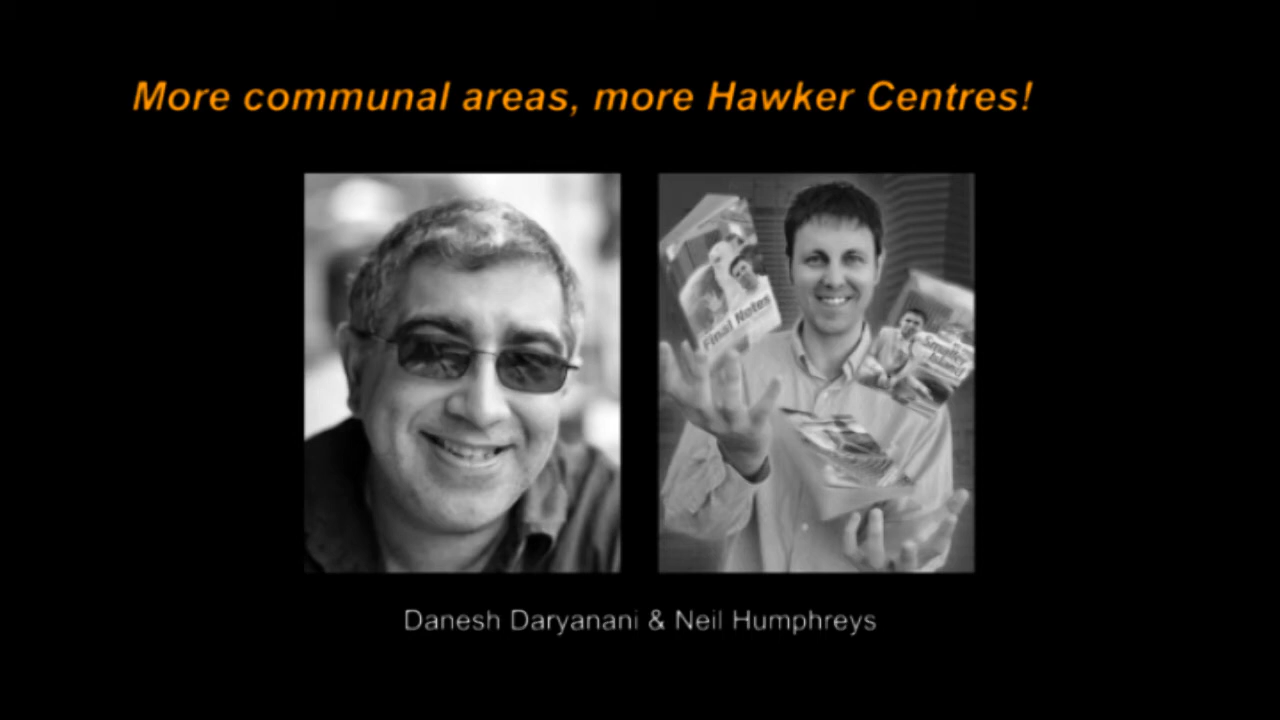 More communal areas, more Hawker Centres!
Final Notes
Danesh Daryanani & Neil Humphreys